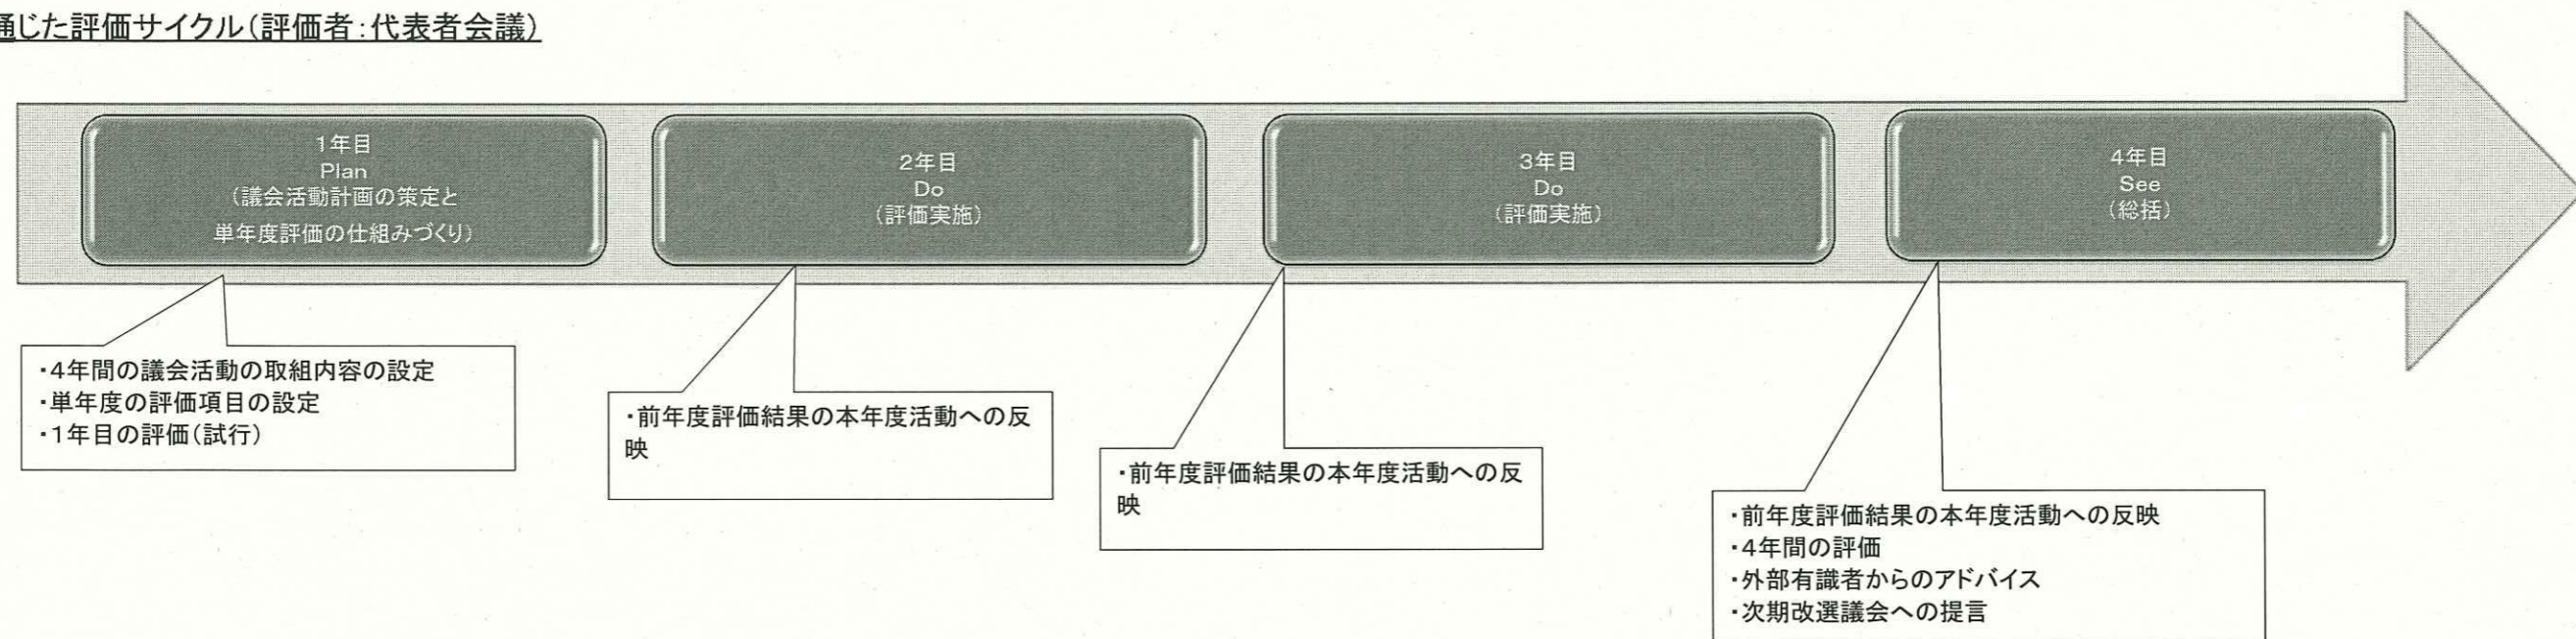 通じた評価サイクル(評価者:代表者会議)
1年目
Plan
(議会活動計画の策定と
単年度評価の仕組みづくり)
2年目
Do
(評価実施)
3年目
Do
(評価実施)
4年目
See
(総括)
・4年間の議会活動の取組内容の設定
・単年度の評価項目の設定
・1年目の評価(試行)
・前年度評価結果の本年度活動への反
映
・前年度評価結果の本年度活動への反
映
・前年度評価結果の本年度活動への反映
・4年間の評価
・外部有識者からのアドバイス
・次期改選議会への提言